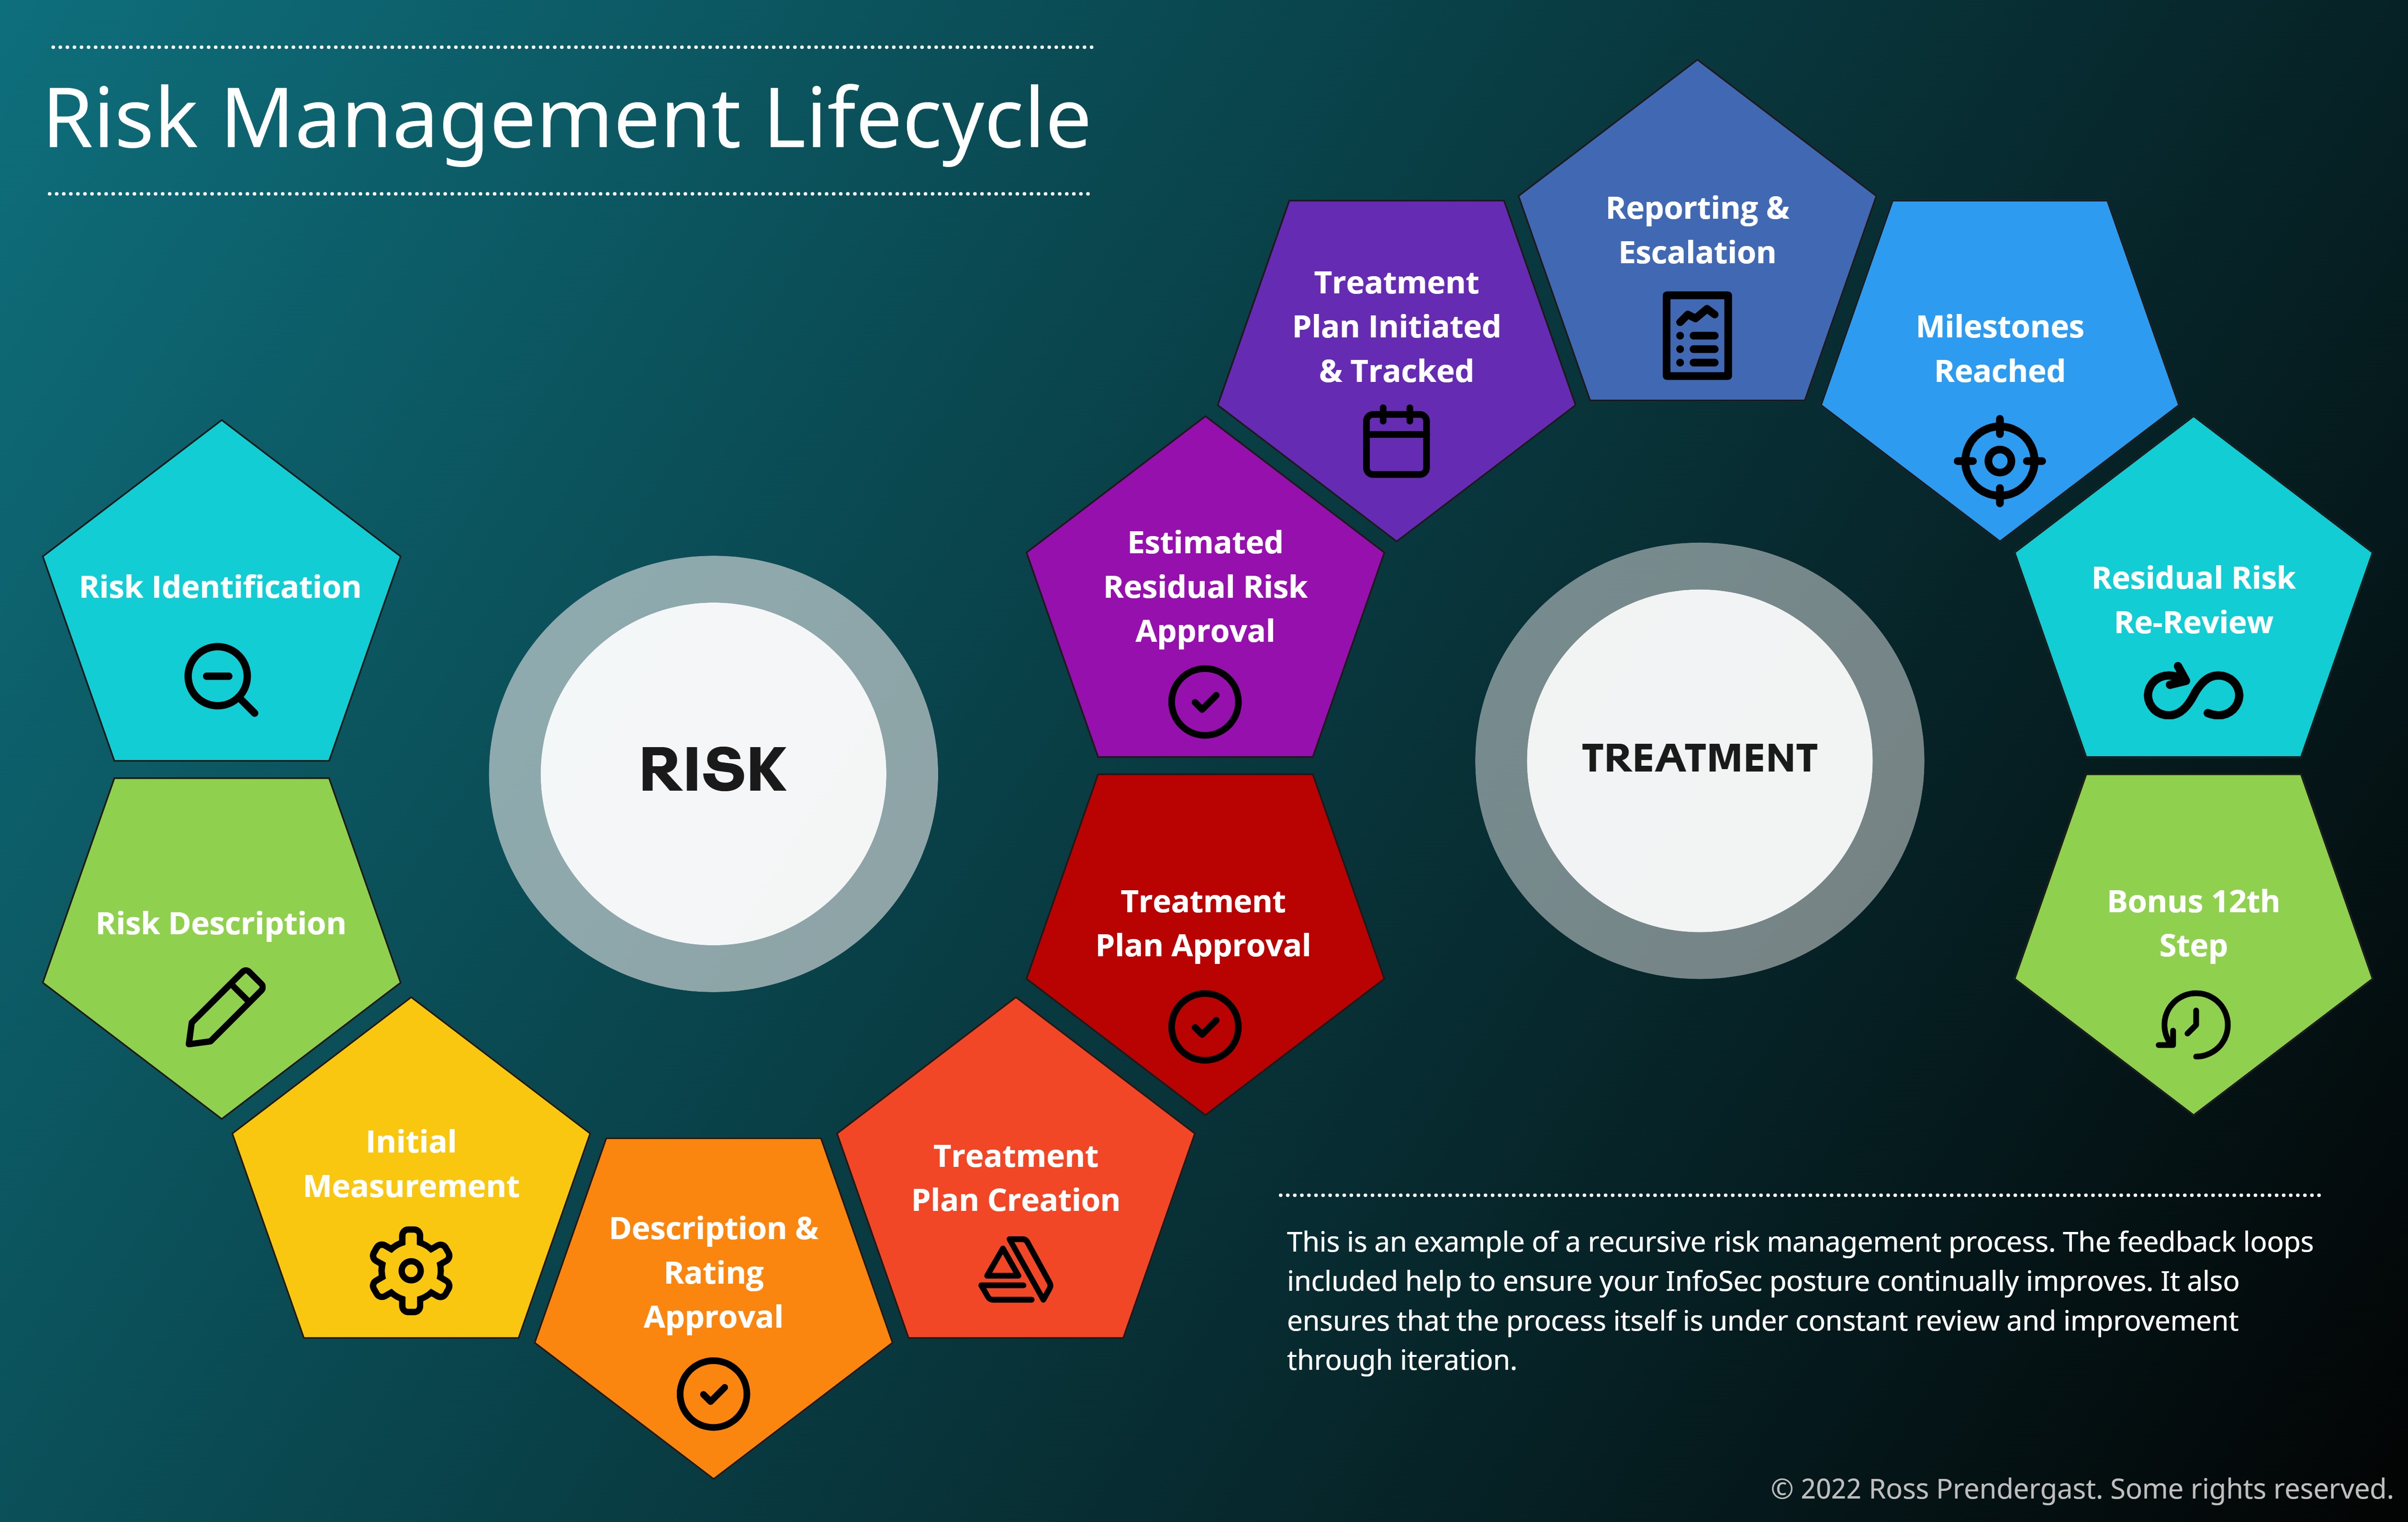 Risk Management Lifecycle
Risk Identification
Risk Description
Initial
Measurement
Description &
Rating
Approval
Treatment
Plan Creation
Treatment
Plan Approval
Estimated
Residual Risk
Approval
Treatment
Plan Initiated
& Tracked
Reporting &
Escalation
Milestones
Reached
Residual Risk
Re-Review
Bonus 12th
Step
RISK
TREATMENT
This is an example of a recursive risk management process. The feedback loops
included help to ensure your InfoSec posture continually improves. It also
ensures that the process itself is under constant review and improvement
through iteration.
© 2022 Ross Prendergast. Some rights reserved.